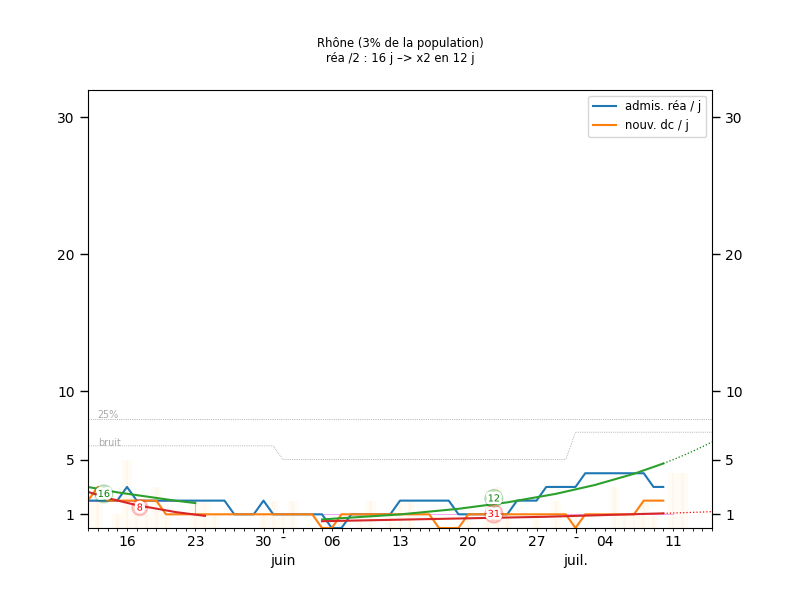 Rhône (3% de la population)
réa /2 : 16 j –> x2 en 12 j
admis. réa / j
nouv. dc / j
30 30
20 20
10 10
25%
bruit
5 5
16 8 12 31
1 1
16 23 30 - 06 13 20 27 - 04 11
juin juil.